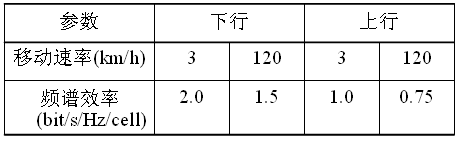 参数 下行 上行
移动速率(km/h) 3 120 3 120
频谱效率 2.0 1.5 1.0 0.75
(bit/s/Hz/cell)